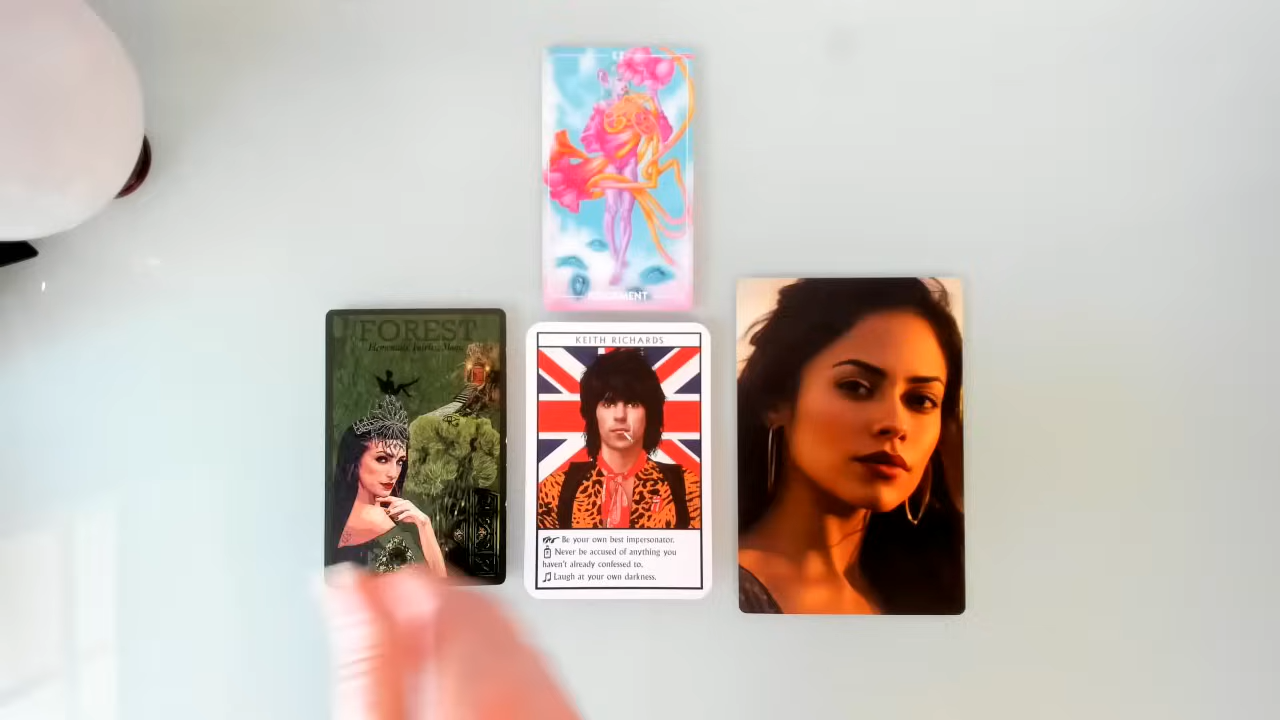 FOREST
KEITH RICHARDS
Be your own best impersonator.
Never be accused of anything you
haven't already confessed to.
Laugh at your own darkness.